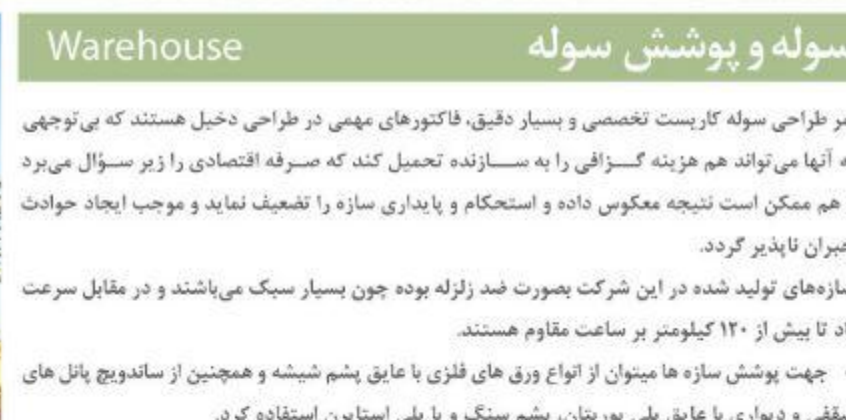 سوله و پوشش سوله Warehouse
امر طراحی سوله کاریست تخصصی و بسیار دقیق، فاکتورهای مهمی در طراحی دخیل هستند که بی‌توجهی
به آنها می‌تواند هم هزینه گزافی را به سازنده تحمیل کند که صرفه اقتصادی را زیر سؤال میبرد
هم ممکن است نتیجه معکوس داده و استحکام و پایداری سازه را تضعیف نماید و موجب ایجاد حوادث
جبران ناپذیر گردد.
سازه‌های تولید شده در این شرکت بصورت ضد زلزله بوده چون بسیار سبک می‌باشند و در مقابل سرعت
باد تا بیش از ۱۲۰ کیلومتر بر ساعت مقاوم هستند.
جهت پوشش سازه ها میتوان از انواع ورق های فلزی با عایق پشم شیشه و همچنین از ساندویچ پانل های
سقفی و دیواری با عایق پلی یوریتان، پشم سنگ و یا پلی استایرن استفاده کرد.